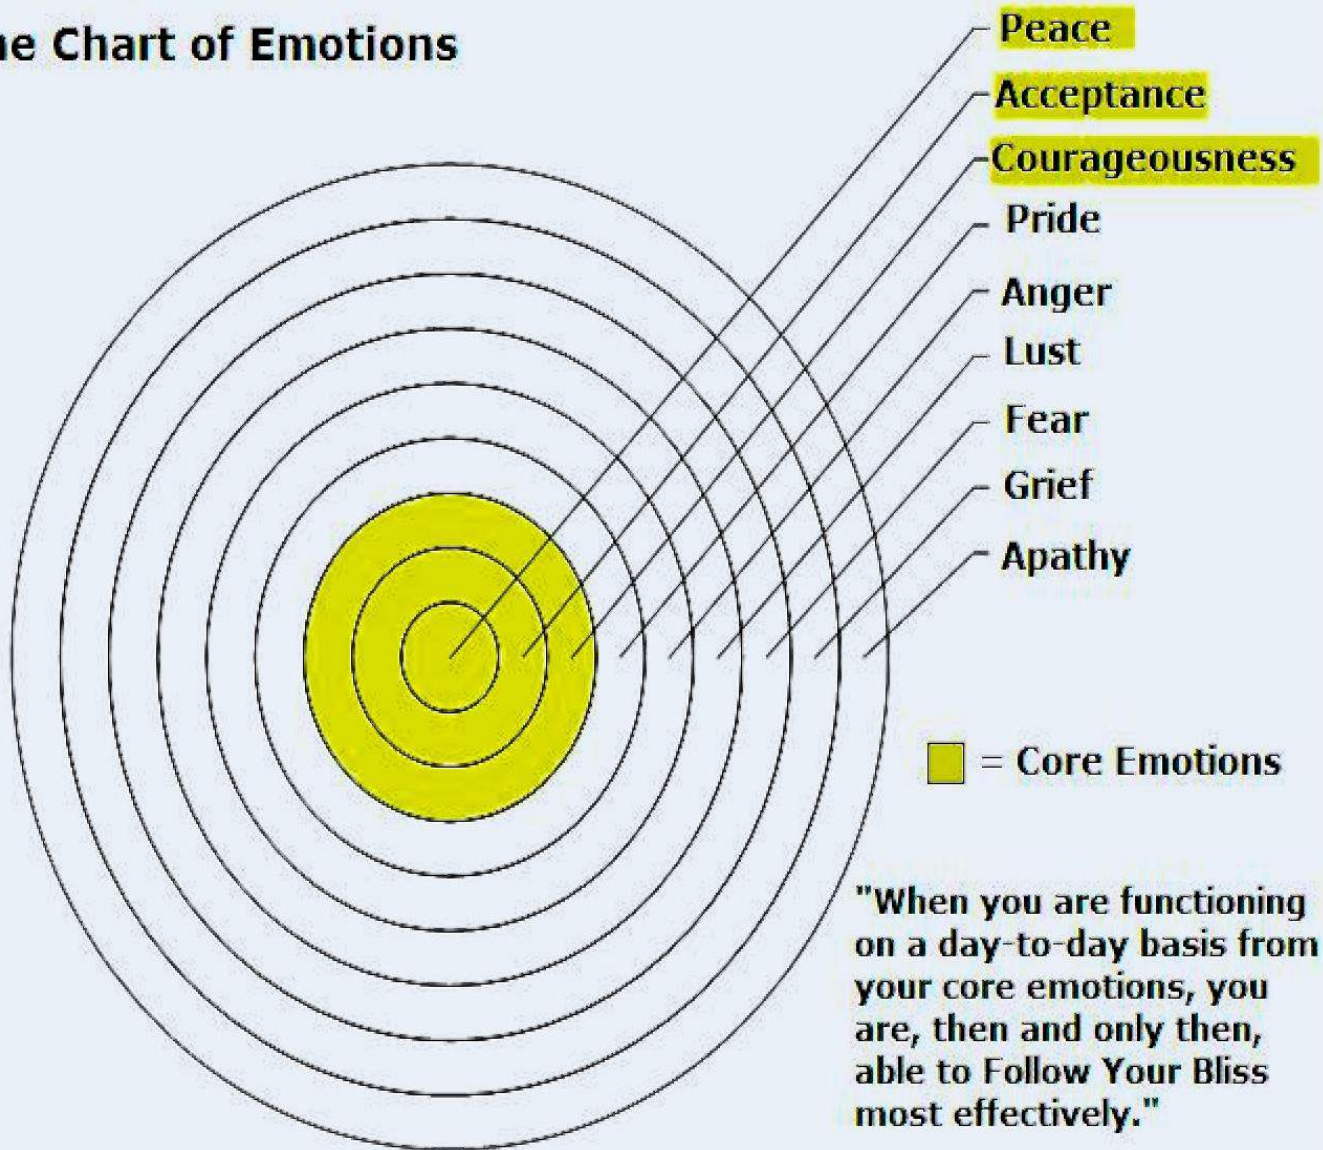 ne Chart of Emotions
Peace
Acceptance
Courageousness
Pride
Anger
Lust
Fear
Grief
Apathy
= Core Emotions
"When you are functioning
on a day-to-day basis from
your core emotions, you
are, then and only then,
able to Follow Your Bliss
most effectively."